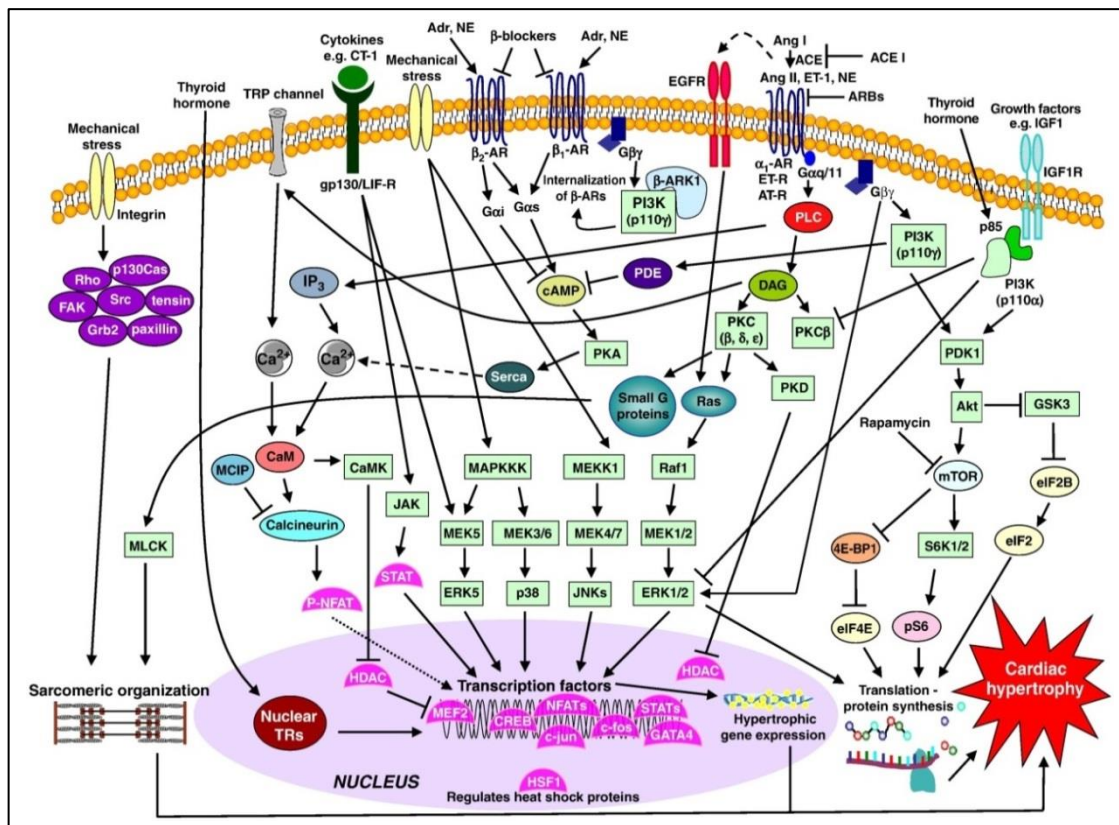 Adr, NE
β-blockers
Adr, NE
Cytokines
e.g. CT-1
Mechanical
stress
Ang I
ACE
ACE I
EGFR
Ang II, ET-1, NE
ARBs
Thyroid
hormone
TRP channel
Thyroid
hormone
Growth factors
e.g. IGF1
Mechanical
stress
β2-AR
β1-AR
Gβγ
α1-AR
ET-R
AT-R
Gαq/11
Gβγ
IGF1R
gp130/LIF-R
Integrin
Gαi
Gαs
Internalization
of β-ARs
β-ARK1
PI3K
(p110γ)
PLC
PI3K
(p110γ)
p85
PI3K
(p110α)
Rho
p130Cas
FAK
Src
tensin
Grb2
paxillin
IP3
cAMP
PDE
DAG
PKC
(β, δ, ε)
PKCβ
PDK1
Ca2+
Ca2+
Serca
PKA
Small G
proteins
Ras
PKD
Akt
GSK3
Rapamycin
mTOR
eIF2B
MCIP
CaM
CaMK
MAPKKK
MEKK1
Raf1
JAK
Calcineurin
MLCK
MEK5
MEK3/6
MEK4/7
MEK1/2
4E-BP1
S6K1/2
eIF2
STAT
P-NFAT
ERK5
p38
JNKs
ERK1/2
eIF4E
pS6
HDAC
HDAC
Sarcomeric organization
Transcription factors
Nuclear
TRs
MEF2
CREB
NFATs
c-jun
c-fos
STATs
GATA4
Hypertrophic
gene expression
Translation -
protein synthesis
Cardiac
hypertrophy
NUCLEUS
HSF1
Regulates heat shock proteins